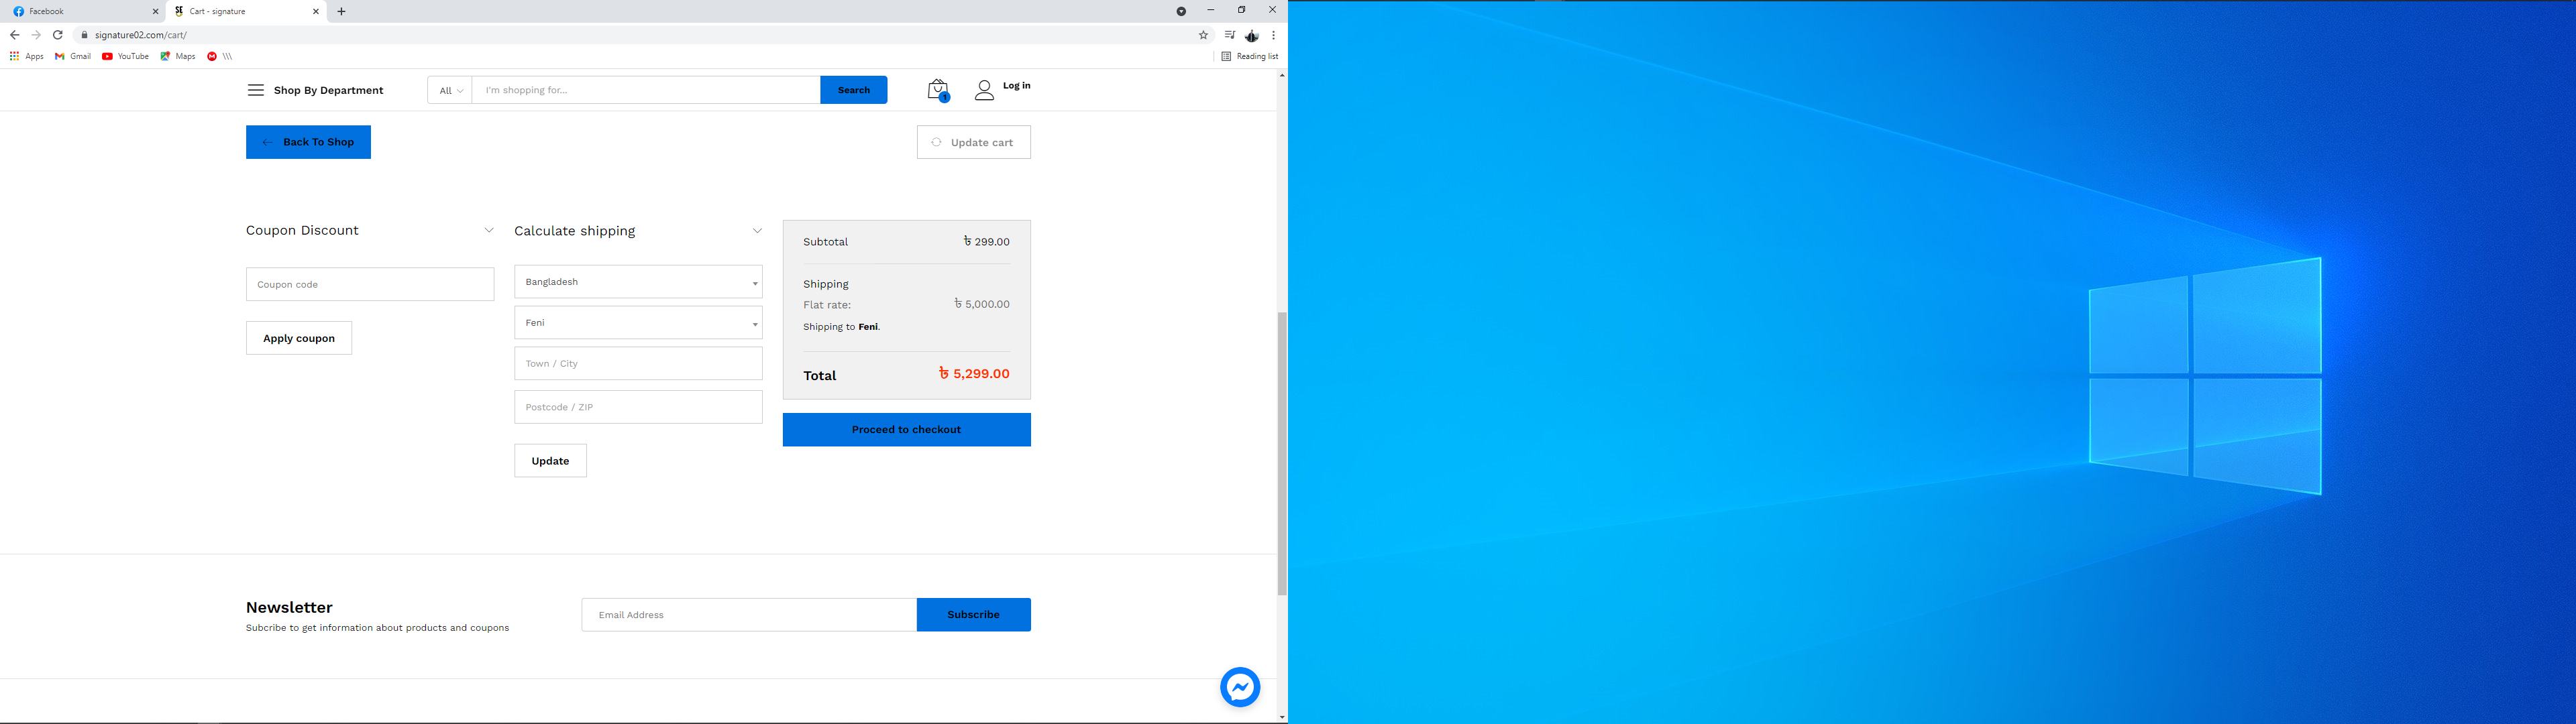 Facebook
Cart - signature
signature02.com/cart/
Apps Gmail YouTube Maps \\\ Reading list
Shop By Department All I'm shopping for... Search 1 Log in
Back To Shop Update cart
Coupon Discount
Coupon code
Apply coupon
Calculate shipping
Bangladesh
Feni
Town / City
Postcode / ZIP
Update
Subtotal ৳ 299.00
Shipping
Flat rate: ৳ 5,000.00
Shipping to Feni.
Total ৳ 5,299.00
Proceed to checkout
Newsletter
Subcribe to get information about products and coupons
Email Address Subscribe